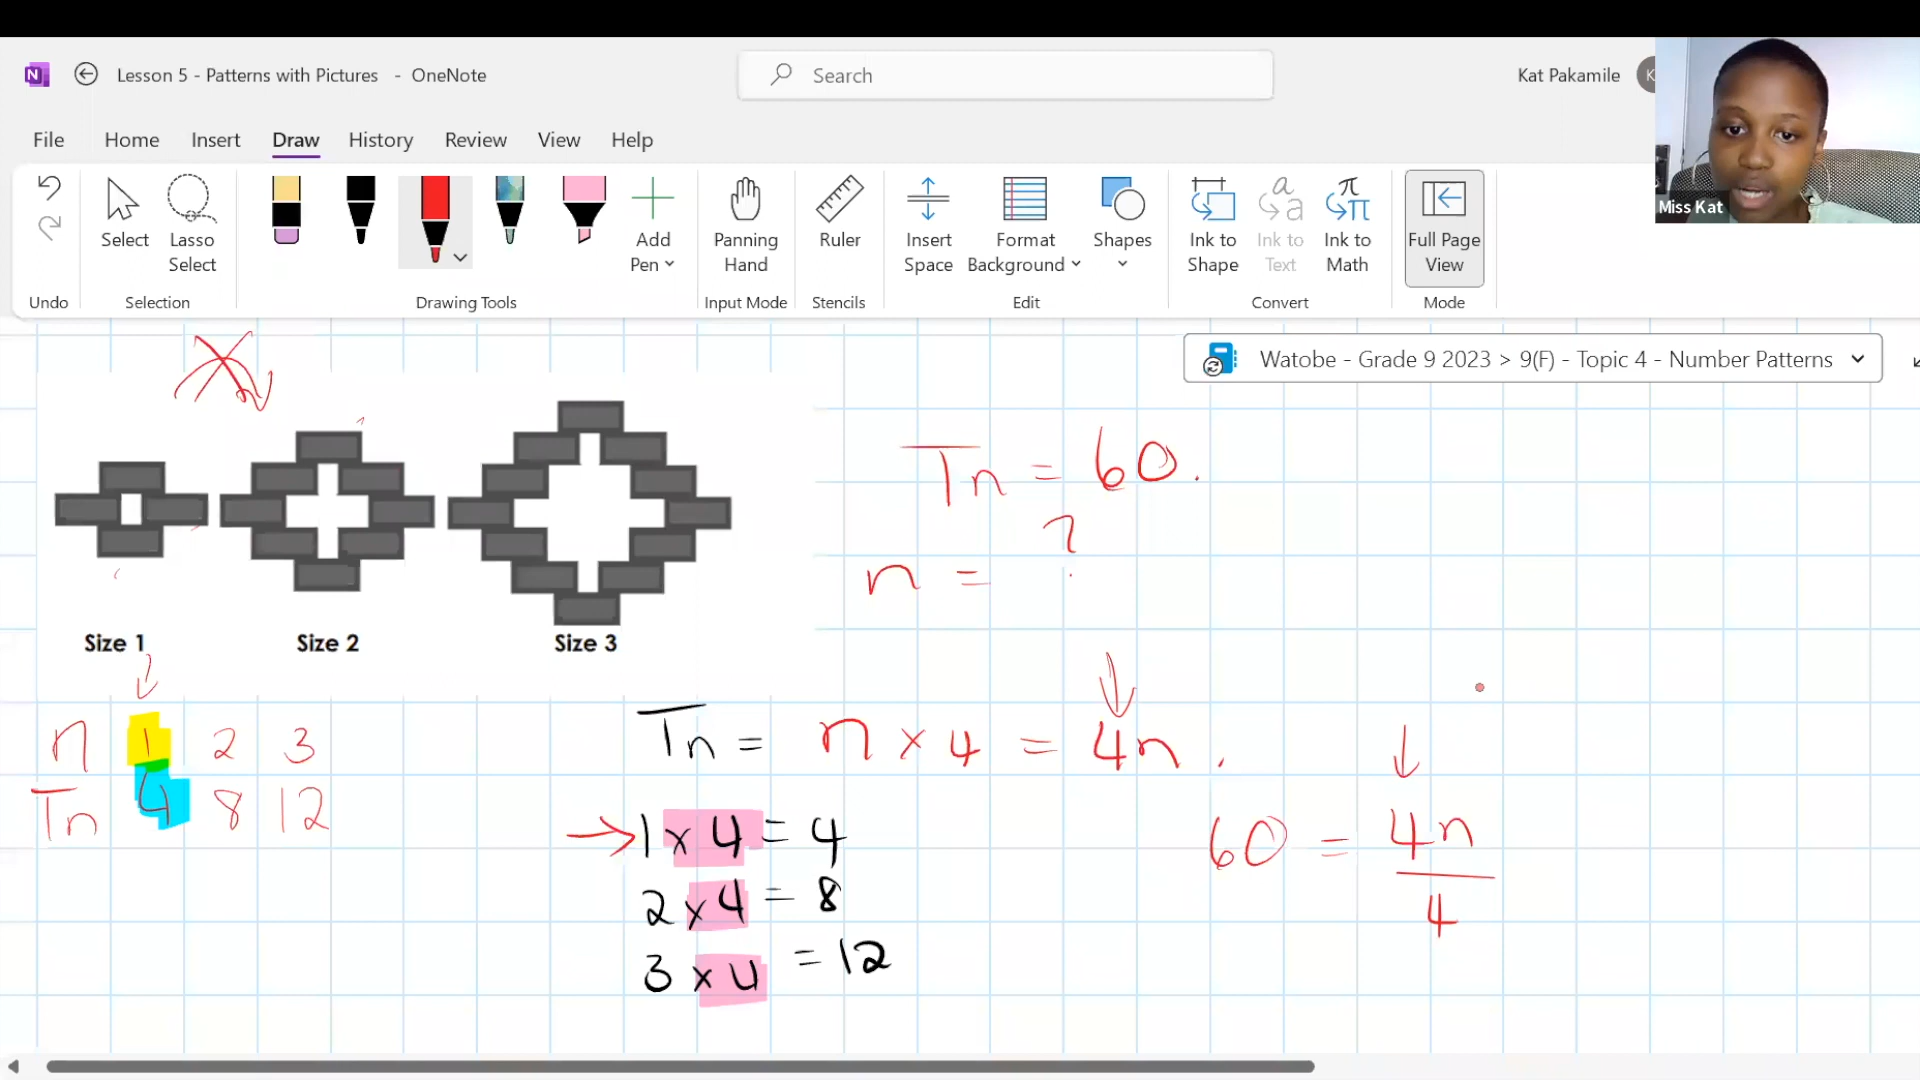 Lesson 5 - Patterns with Pictures - OneNote
Search
Kat Pakamile
K
File Home Insert Draw History Review View Help
Select
Lasso Select
Add Pen
Panning Hand
Ruler
Insert Space
Format Background
Shapes
Ink to Shape
Ink to Text
Ink to Math
Full Page View
Undo Selection Drawing Tools Input Mode Stencils Edit Convert Mode
Miss Kat
Watobe - Grade 9 2023 > 9(F) - Topic 4 - Number Patterns
Size 1 Size 2 Size 3
Tn = 60.
n = ?
n 1 2 3
Tn 4 8 12
Tn = n × 4 = 4n.
1 × 4 = 4
2 × 4 = 8
3 × 4 = 12
60 = 4n
4